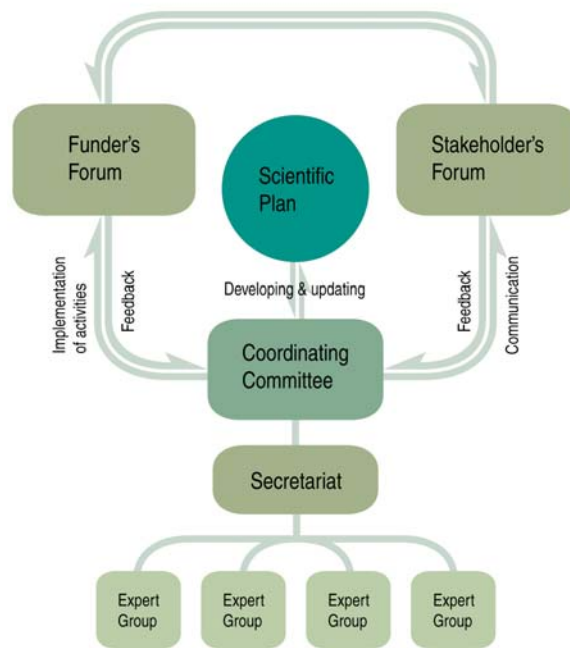 Funder's
Forum
Scientific
Plan
Stakeholder's
Forum
Implementation
of activities
Feedback
Developing & updating
Feedback
Communication
Coordinating
Committee
Secretariat
Expert
Group
Expert
Group
Expert
Group
Expert
Group